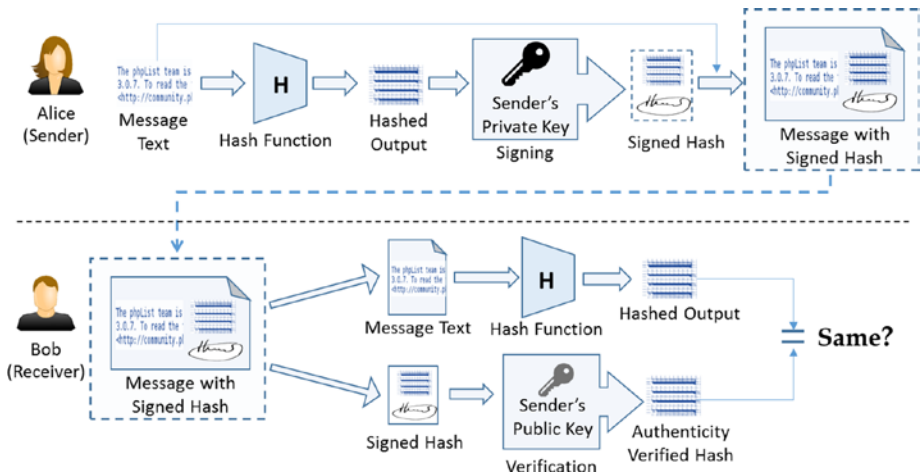 Alice
(Sender)
The phpList team is
3.0.7. To read the
<http://community.pl
Message
Text
H
Hash Function
Hashed
Output
Sender's
Private Key
Signing
Signed Hash
The phpList team is
3.0.7. To read the
<http://community.pl
Message with
Signed Hash
Bob
(Receiver)
The phpList team is
3.0.7. To read the
<http://community.pl
Message with
Signed Hash
The phpList team is
3.0.7. To read the
<http://community.pl
Message Text
H
Hash Function
Hashed Output
Signed Hash
Sender's
Public Key
Verification
Authenticity
Verified Hash
= Same?